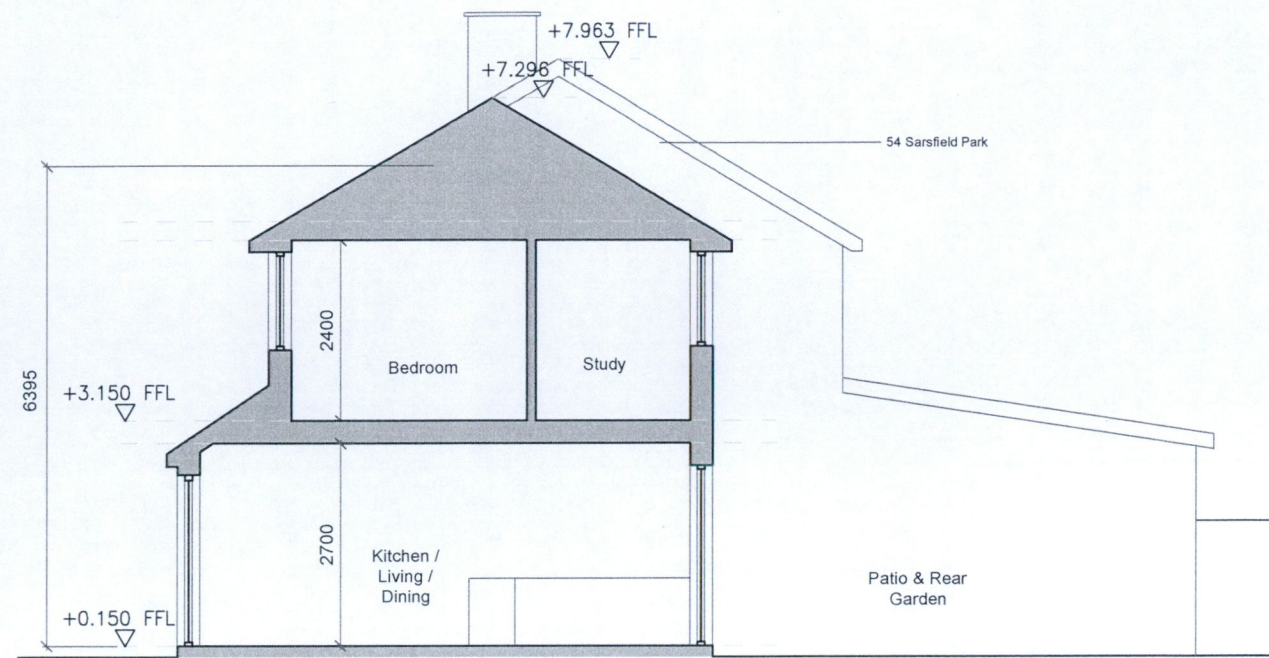 +7.963 FFL
+7.296 FFL
54 Sarsfield Park
6395
2400
Bedroom
Study
+3.150 FFL
2700
Kitchen /
Living /
Dining
Patio & Rear
Garden
+0.150 FFL